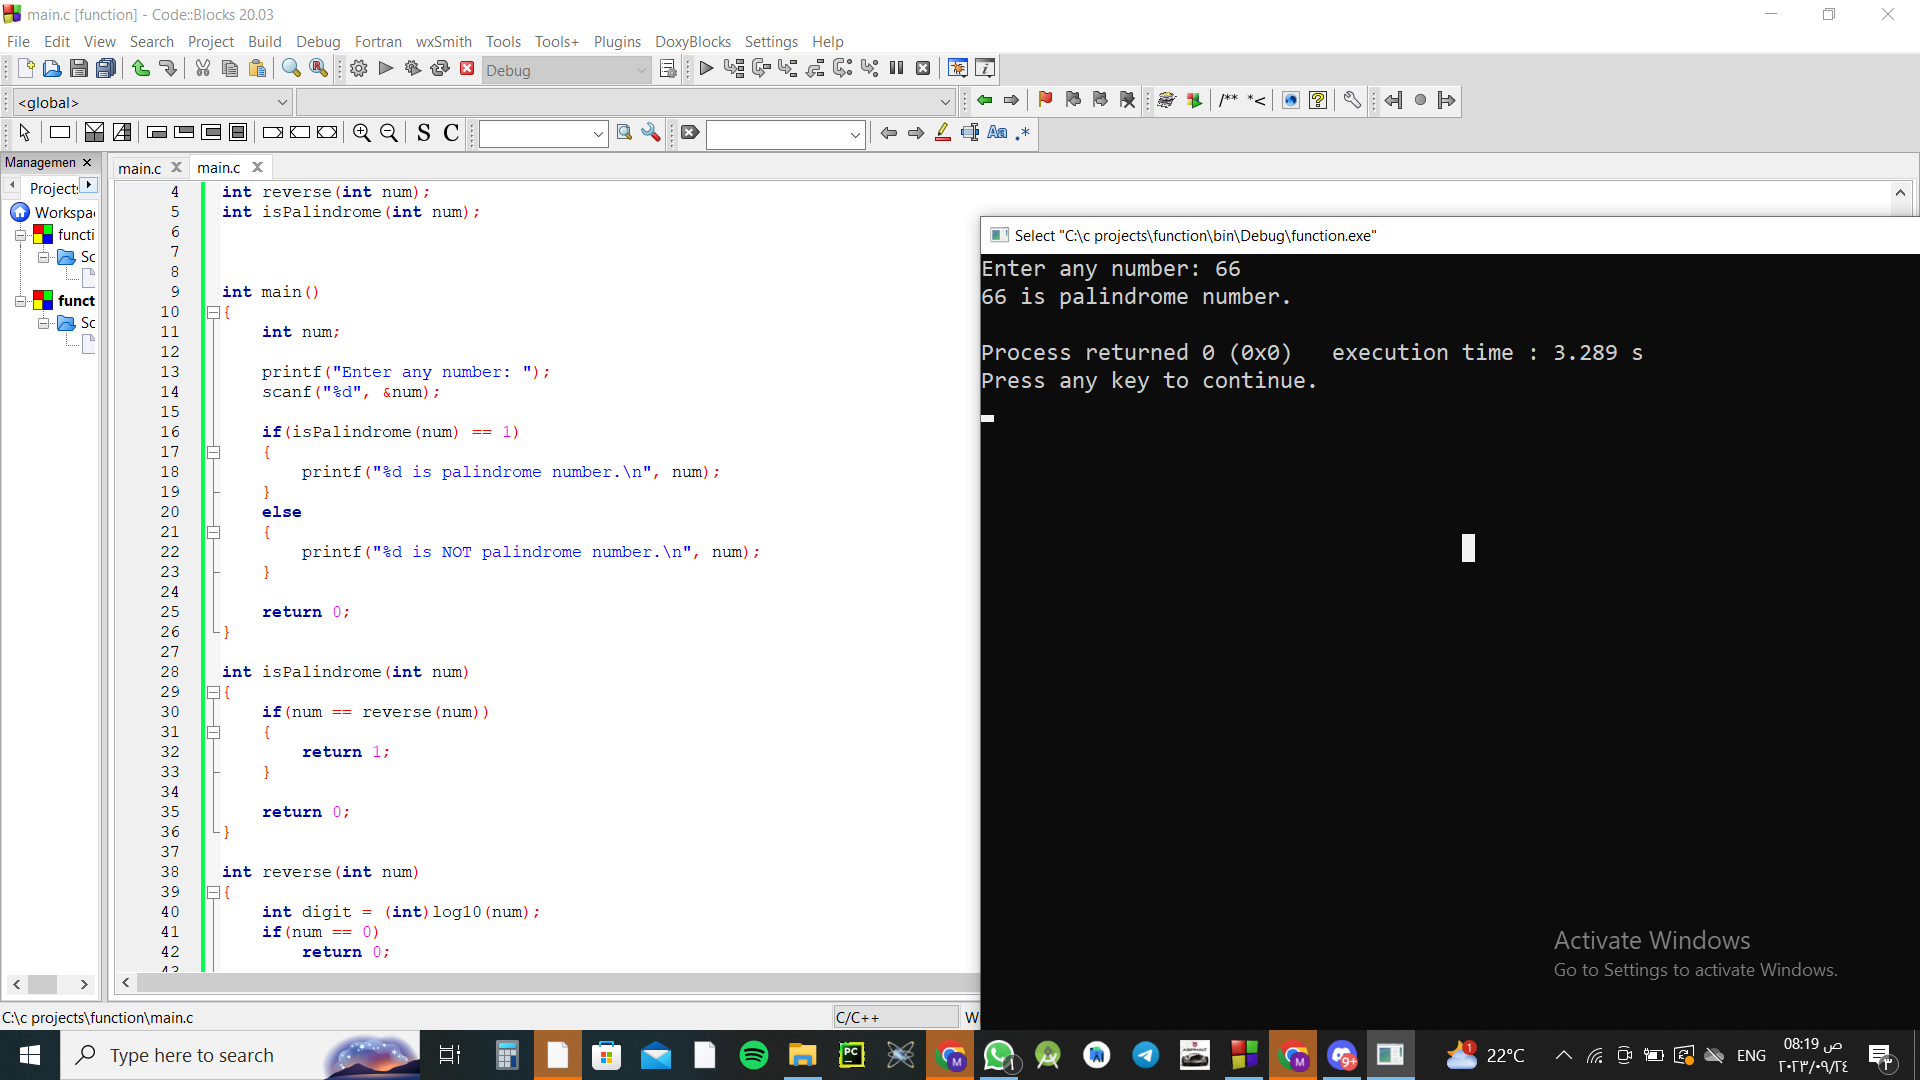 main.c [function] - Code::Blocks 20.03
File Edit View Search Project Build Debug Fortran wxSmith Tools Tools+ Plugins DoxyBlocks Settings Help
Debug
<global>
/** *<
S C
Aa .*
Managemen
main.c main.c
Projects
Workspa
functi
Sc
funct
Sc
4 int reverse(int num);
5 int isPalindrome(int num);
6
7
8
9 int main()
10 {
11 int num;
12
13 printf("Enter any number: ");
14 scanf("%d", &num);
15
16 if(isPalindrome(num) == 1)
17 {
18 printf("%d is palindrome number.\n", num);
19 }
20 else
21 {
22 printf("%d is NOT palindrome number.\n", num);
23 }
24
25 return 0;
26 }
27
28 int isPalindrome(int num)
29 {
30 if(num == reverse(num))
31 {
32 return 1;
33 }
34
35 return 0;
36 }
37
38 int reverse(int num)
39 {
40 int digit = (int)log10(num);
41 if(num == 0)
42 return 0;
43
Select "C:\c projects\function\bin\Debug\function.exe"
Enter any number: 66
66 is palindrome number.
Process returned 0 (0x0) execution time : 3.289 s
Press any key to continue.
Activate Windows
Go to Settings to activate Windows.
C:\c projects\function\main.c
C/C++
Type here to search
PC
M
1
M
9+
1
22°C
ENG
08:19 ص
٢٠٢٣/٠٩/٢٤
٣